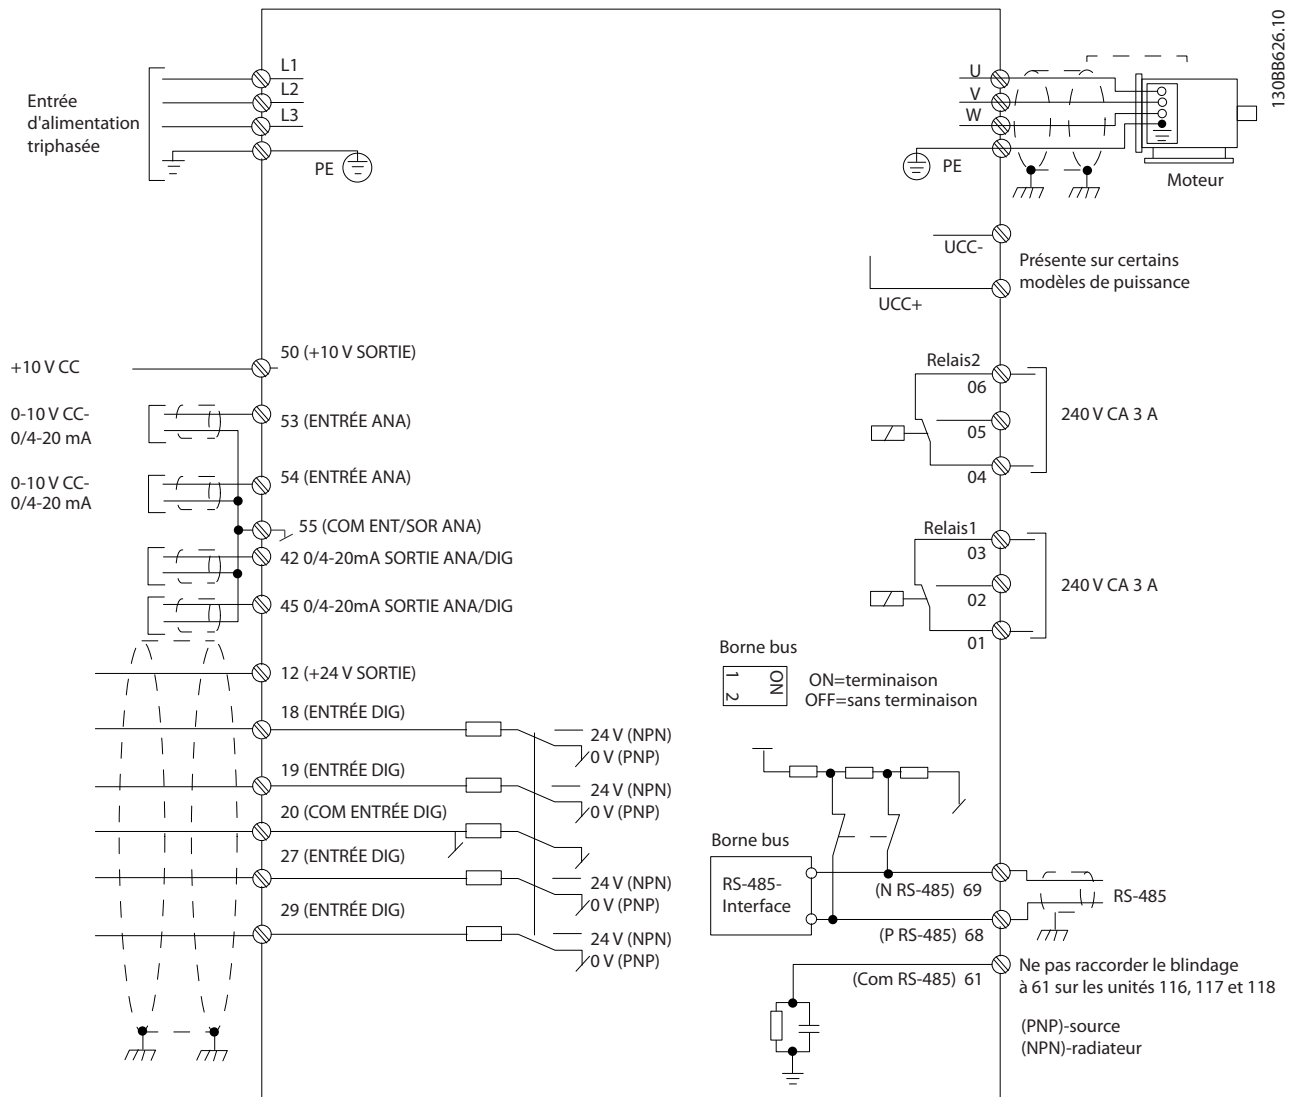 130BB626.10
Entrée
d'alimentation
triphasée
L1
L2
L3
PE
U
V
W
PE
Moteur
UCC-
Présente sur certains
modèles de puissance
UCC+
+10 V CC
50 (+10 V SORTIE)
0-10 V CC-
0/4-20 mA
53 (ENTRÉE ANA)
0-10 V CC-
0/4-20 mA
54 (ENTRÉE ANA)
55 (COM ENT/SOR ANA)
42 0/4-20mA SORTIE ANA/DIG
45 0/4-20mA SORTIE ANA/DIG
12 (+24 V SORTIE)
18 (ENTRÉE DIG)
24 V (NPN)
0 V (PNP)
19 (ENTRÉE DIG)
24 V (NPN)
0 V (PNP)
20 (COM ENTRÉE DIG)
27 (ENTRÉE DIG)
24 V (NPN)
0 V (PNP)
29 (ENTRÉE DIG)
24 V (NPN)
0 V (PNP)
Relais2
06
05
04
240 V CA 3 A
Relais1
03
02
01
240 V CA 3 A
Borne bus
1
2
ON
ON=terminaison
OFF=sans terminaison
Borne bus
RS-485-
Interface
(N RS-485) 69
RS-485
(P RS-485) 68
(Com RS-485) 61
Ne pas raccorder le blindage
à 61 sur les unités 116, 117 et 118
(PNP)-source
(NPN)-radiateur